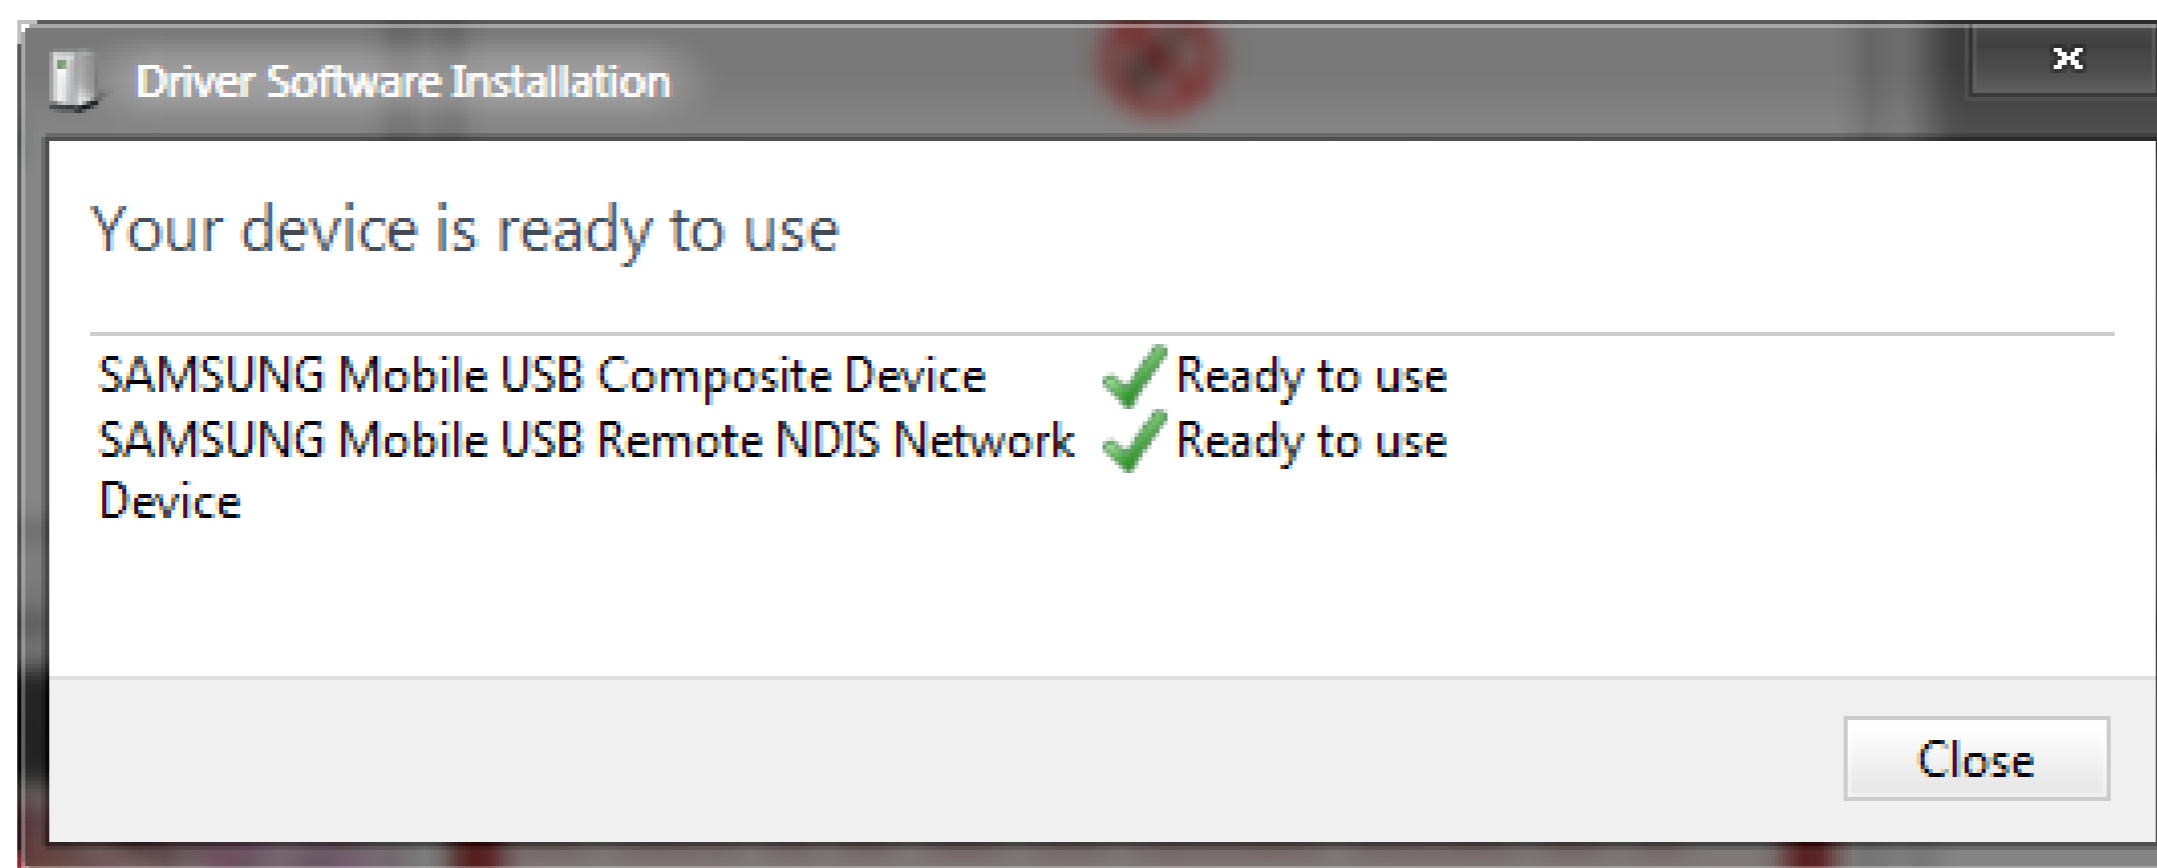 Driver Software Installation
Your device is ready to use
SAMSUNG Mobile USB Composite Device Ready to use
SAMSUNG Mobile USB Remote NDIS Network Ready to use
Device
Close